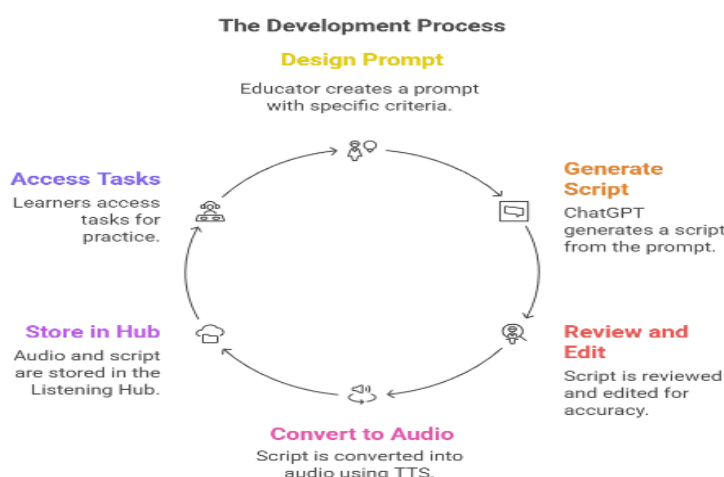 The Development Process
Design Prompt
Educator creates a prompt
with specific criteria.
Generate
Script
ChatGPT
generates a script
from the prompt.
Review and
Edit
Script is reviewed
and edited for
accuracy.
Convert to Audio
Script is converted into
audio using TTS.
Store in Hub
Audio and script
are stored in the
Listening Hub.
Access Tasks
Learners access
tasks for
practice.